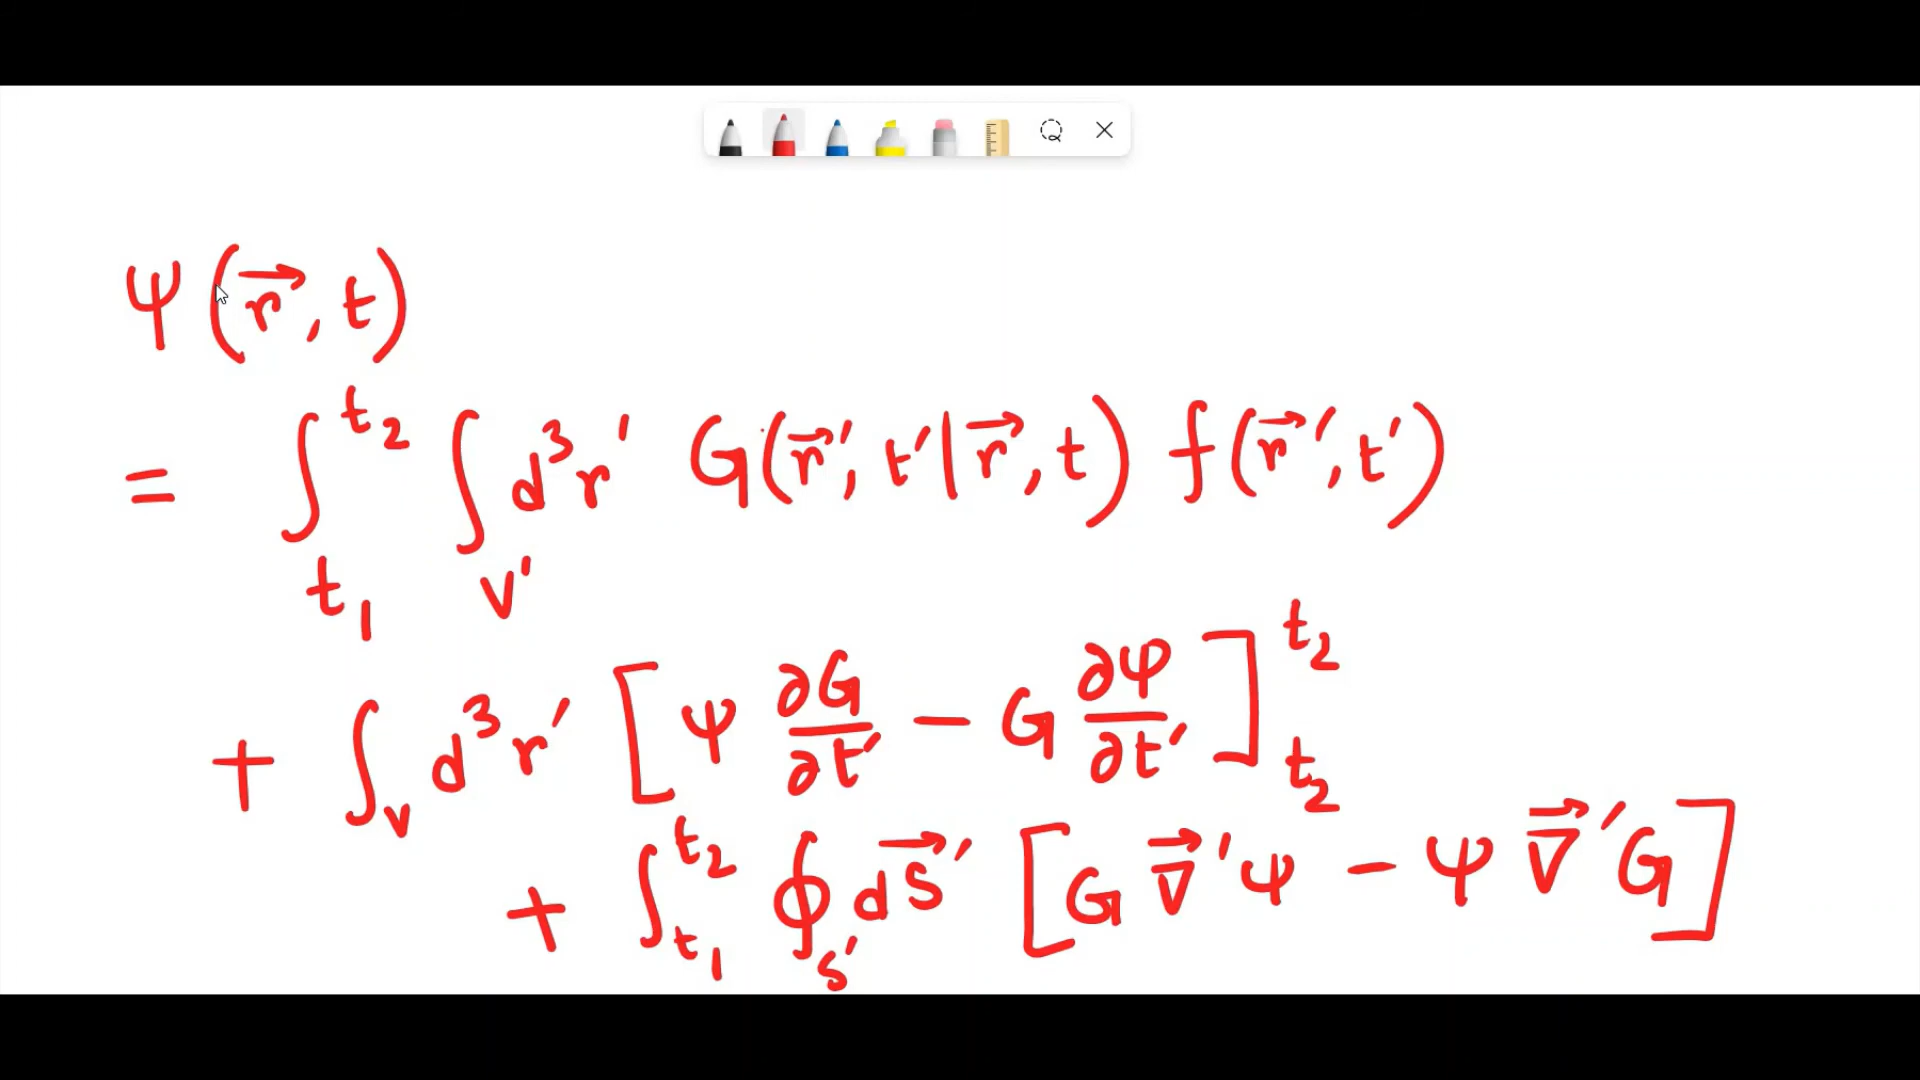 ψ(r⃗, t)
= ∫_{t₁}^{t₂} ∫_{V'} d³r' G(r⃗', t'|r⃗, t) f(r⃗', t')
+ ∫_V d³r' [ψ ∂G/∂t' − G ∂ψ/∂t']_{t₂}^{t₂}
+ ∫_{t₁}^{t₂} ∮_{S'} dS⃗' [G ∇⃗'ψ − ψ ∇⃗'G]